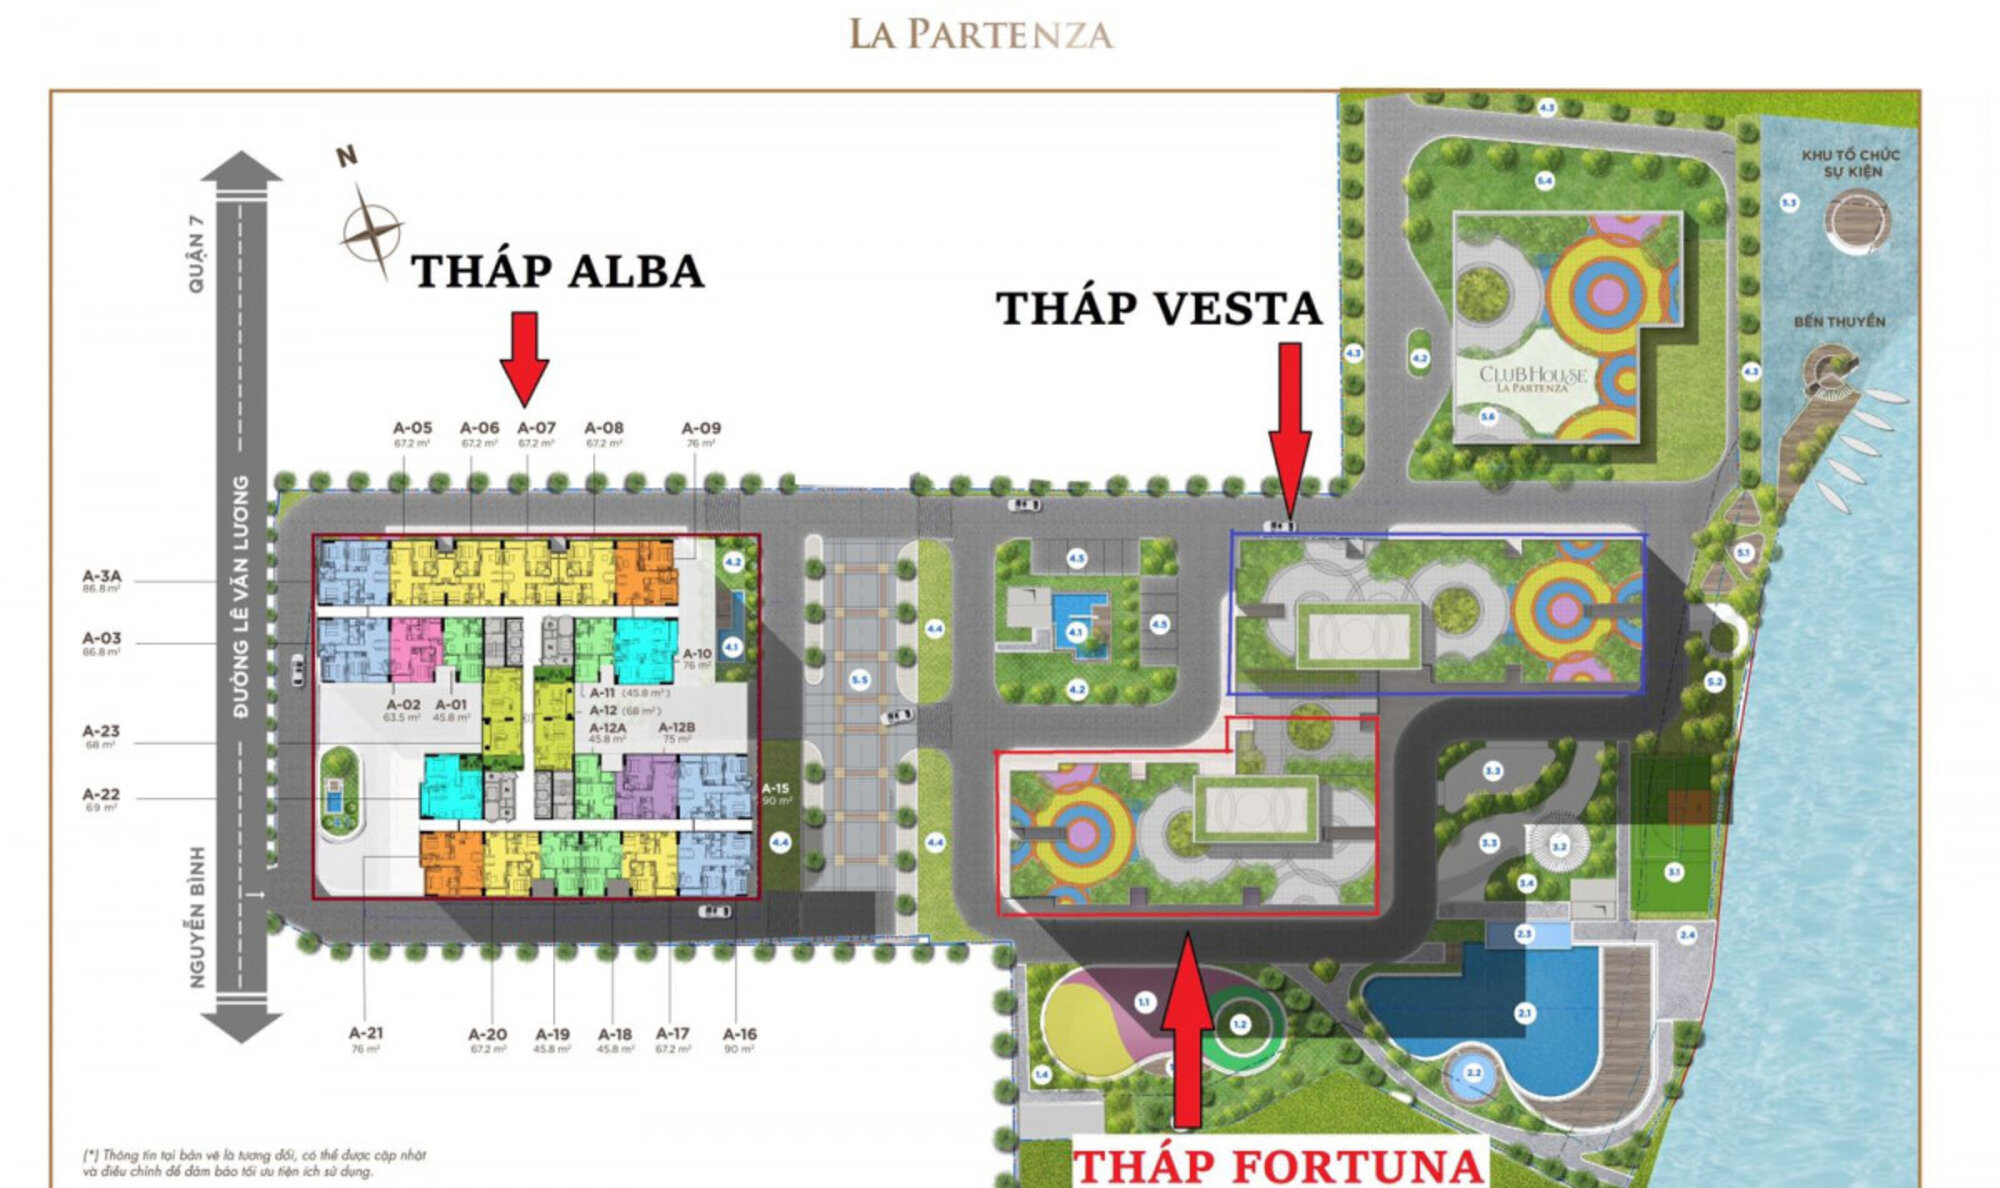 LA PARTENZA
N
QUẬN 7
ĐƯỜNG LÊ VĂN LƯƠNG
NGUYỄN BÌNH
THÁP ALBA
THÁP VESTA
THÁP FORTUNA
A-05
67.2 m²
A-06
67.2 m²
A-07
67.2 m²
A-08
67.2 m²
A-09
76 m²
A-3A
86.8 m²
A-03
86.8 m²
A-23
68 m²
A-22
69 m²
A-02
63.5 m²
A-01
45.8 m²
A-10
76 m²
A-11 (45.8 m²)
A-12 (68 m²)
A-12A
45.8 m²
A-12B
75 m²
A-15
90 m²
A-21
76 m²
A-20
67.2 m²
A-19
45.8 m²
A-18
45.8 m²
A-17
67.2 m²
A-16
90 m²
4.2
4.1
4.4
5.5
4.4
4.4
4.5
4.5
4.1
4.2
4.3
5.4
4.3
4.2
4.3
CLUBHOUSE
LA PARTENZA
5.6
KHU TỔ CHỨC
SỰ KIỆN
5.3
BẾN THUYỀN
5.1
5.2
3.3
3.3
3.2
3.4
3.1
2.3
2.4
2.1
2.2
1.1
1.2
1.4
(*) Thông tin tại bản vẽ là tương đối, có thể được cập nhật
và điều chỉnh để đảm bảo tối ưu tiện ích sử dụng.